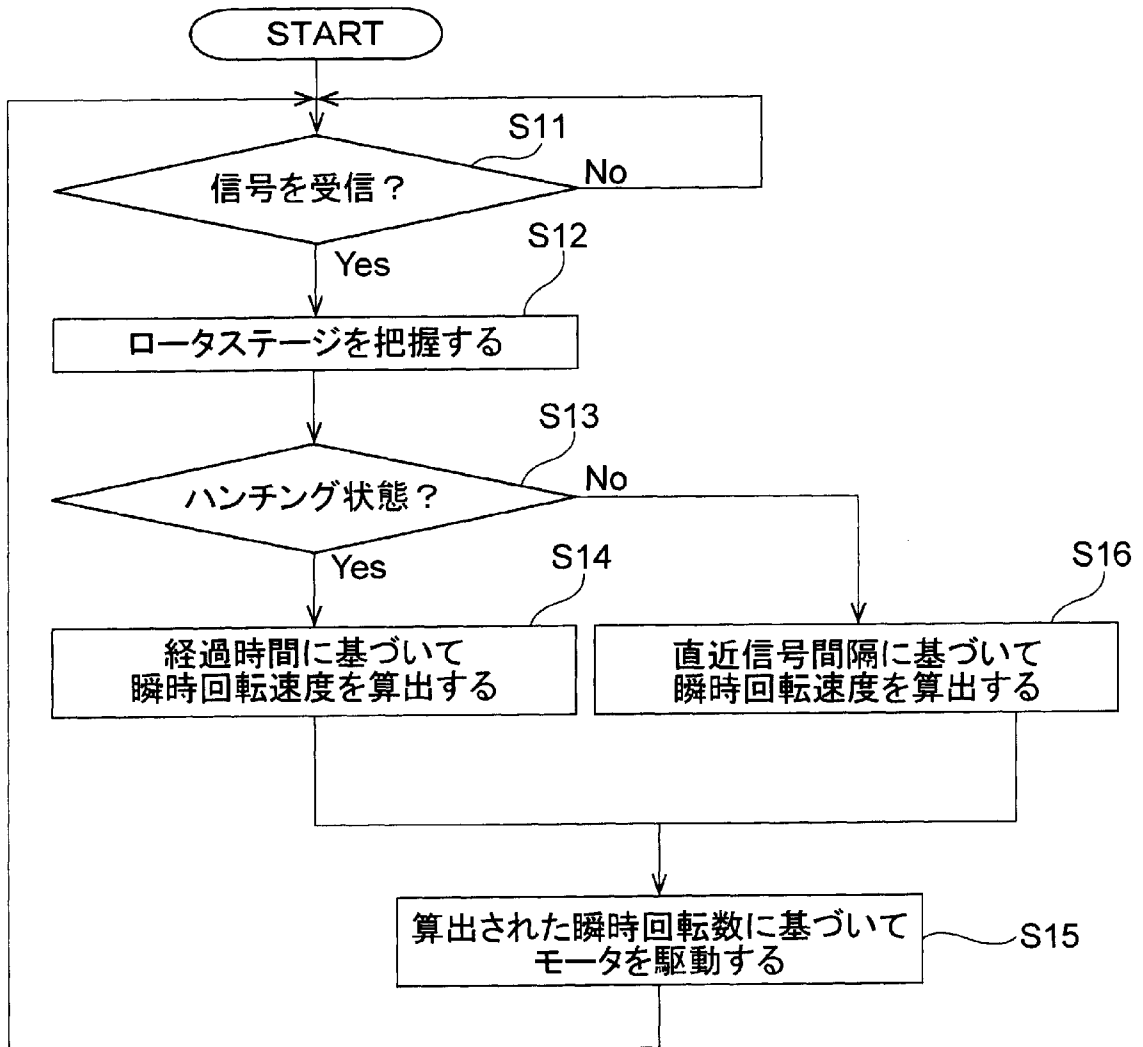 START
S11
信号を受信？
No
Yes
S12
ロータステージを把握する
S13
ハンチング状態？
No
Yes
S14
経過時間に基づいて
瞬時回転速度を算出する
S16
直近信号間隔に基づいて
瞬時回転速度を算出する
算出された瞬時回転数に基づいて
モータを駆動する
S15